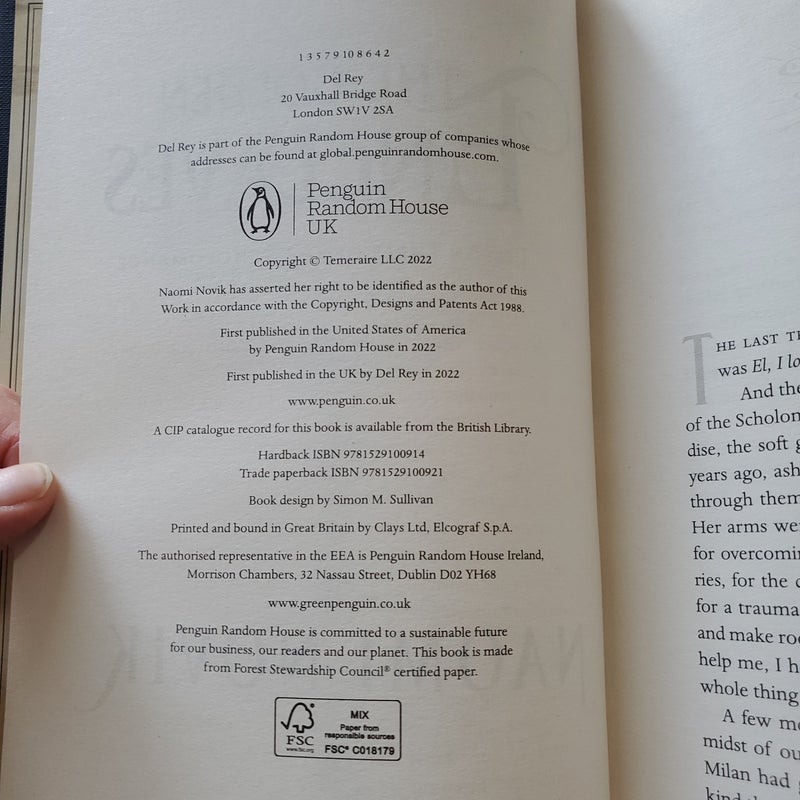 1 3 5 7 9 10 8 6 4 2
Del Rey
20 Vauxhall Bridge Road
London SW1V 2SA
Del Rey is part of the Penguin Random House group of companies whose
addresses can be found at global.penguinrandomhouse.com.
Penguin
Random House
UK
Copyright © Temeraire LLC 2022
Naomi Novik has asserted her right to be identified as the author of this
Work in accordance with the Copyright, Designs and Patents Act 1988.
First published in the United States of America
by Penguin Random House in 2022
First published in the UK by Del Rey in 2022
www.penguin.co.uk
A CIP catalogue record for this book is available from the British Library.
Hardback ISBN 9781529100914
Trade paperback ISBN 9781529100921
Book design by Simon M. Sullivan
Printed and bound in Great Britain by Clays Ltd, Elcograf S.p.A.
The authorised representative in the EEA is Penguin Random House Ireland,
Morrison Chambers, 32 Nassau Street, Dublin D02 YH68
www.greenpenguin.co.uk
Penguin Random House is committed to a sustainable future
for our business, our readers and our planet. This book is made
from Forest Stewardship Council® certified paper.
FSC
www.fsc.org
MIX
Paper from
responsible sources
FSC® C018179
THE LAST
was El, I
And
of the
dise, the soft
years ago,
through them
Her arms
for
ries, for the
for a
and make
help me, I
whole thing
A few
midst of
Milan had